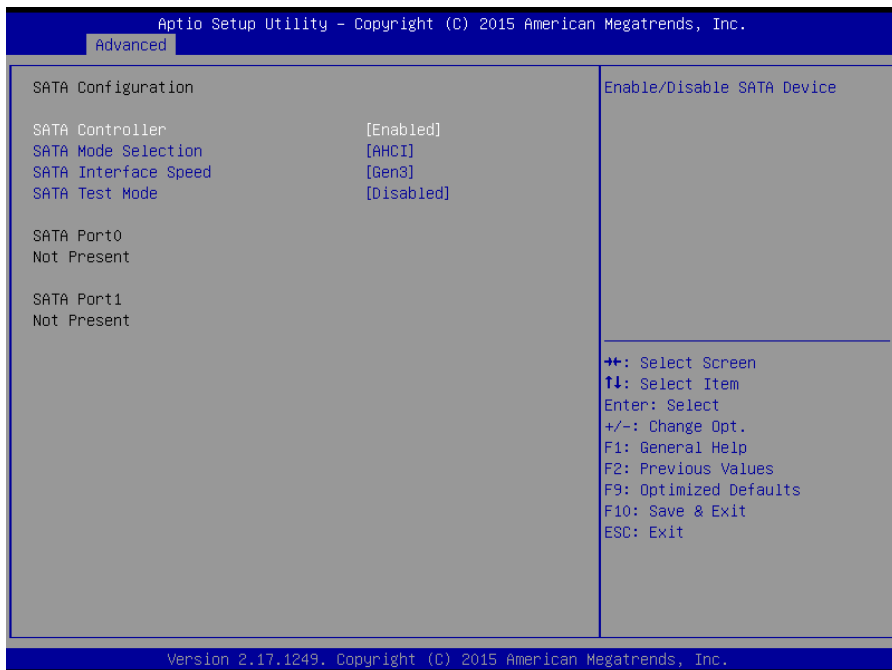 Aptio Setup Utility – Copyright (C) 2015 American Megatrends, Inc.
Advanced
SATA Configuration
SATA Controller [Enabled]
SATA Mode Selection [AHCI]
SATA Interface Speed [Gen3]
SATA Test Mode [Disabled]
SATA Port0
Not Present
SATA Port1
Not Present
Enable/Disable SATA Device
→←: Select Screen
↑↓: Select Item
Enter: Select
+/-: Change Opt.
F1: General Help
F2: Previous Values
F9: Optimized Defaults
F10: Save & Exit
ESC: Exit
Version 2.17.1249. Copyright (C) 2015 American Megatrends, Inc.